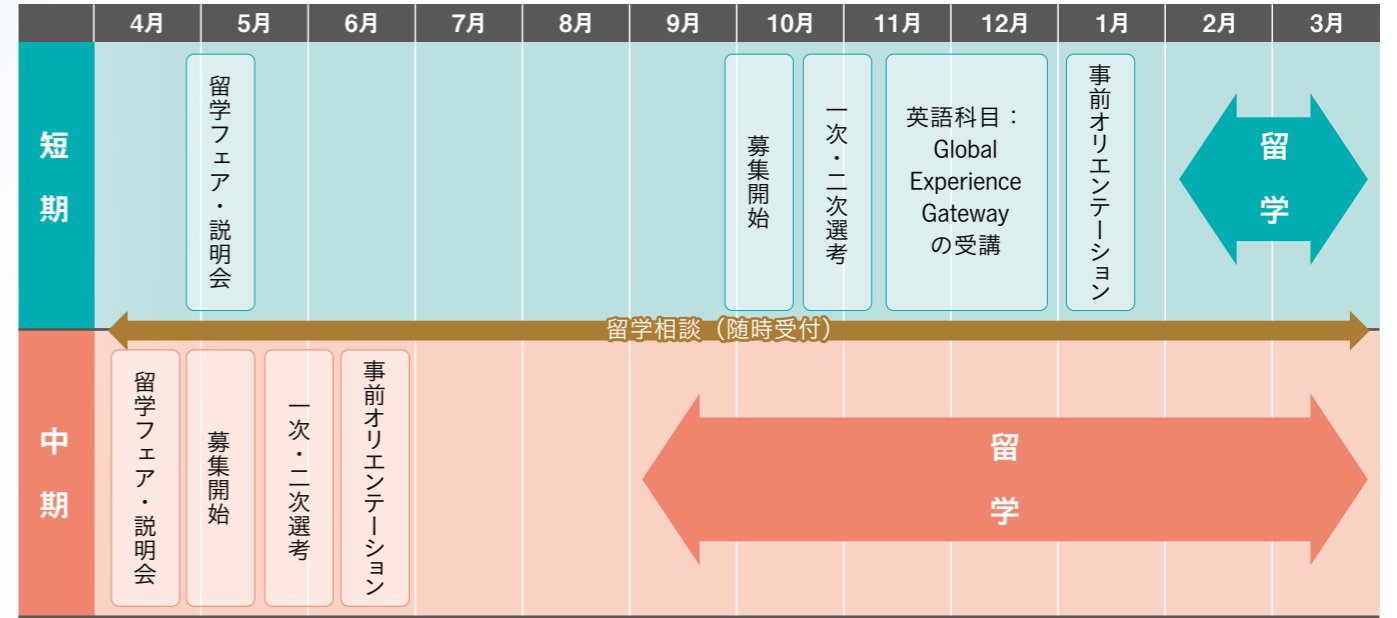 4月 5月 6月 7月 8月 9月 10月 11月 12月 1月 2月 3月
短期
留学フェア・説明会
募集開始
一次・二次選考
英語科目：
Global
Experience
Gateway
の受講
事前オリエンテーション
留学
留学相談（随時受付）
中期
留学フェア・説明会
募集開始
一次・二次選考
事前オリエンテーション
留学